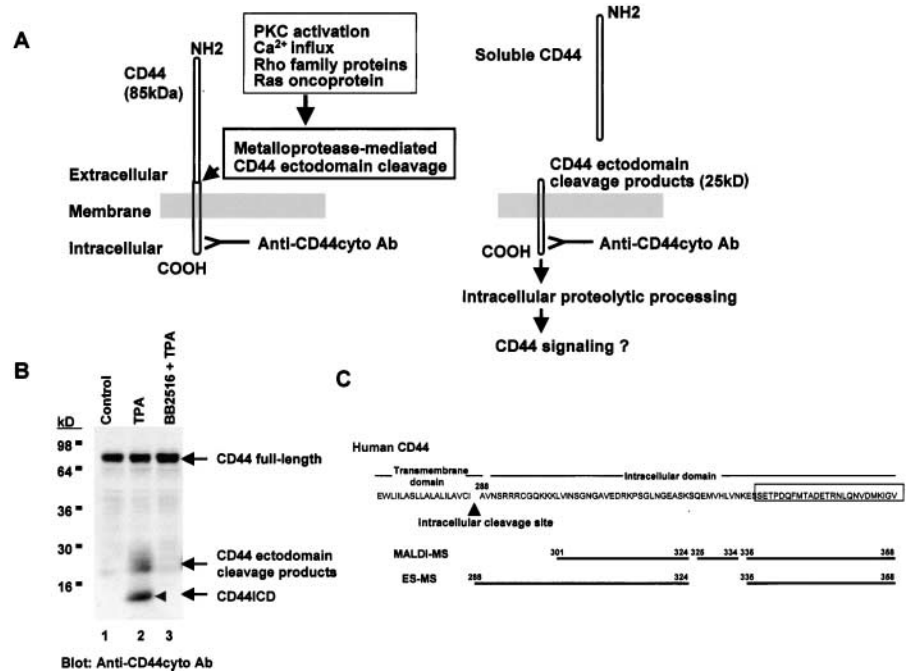 A
NH2
CD44
(85kDa)
PKC activation
Ca2+ influx
Rho family proteins
Ras oncoprotein
Metalloprotease-mediated
CD44 ectodomain cleavage
Extracellular
Membrane
Intracellular
Anti-CD44cyto Ab
COOH
NH2
Soluble CD44
CD44 ectodomain
cleavage products (25kD)
Anti-CD44cyto Ab
COOH
Intracellular proteolytic processing
CD44 signaling ?
B
Control
TPA
BB2516 + TPA
kD
98
64
36
30
16
CD44 full-length
CD44 ectodomain
cleavage products
CD44ICD
1 2 3
Blot: Anti-CD44cyto Ab
C
Human CD44
Transmembrane
domain
Intracellular domain
288
EWLIILASLLALALILAVCI AVNSRRRCGQKKKLVINSGNGAVEDRKPSGLNGEASKSQEMVHLVNKESSETPDQFMTADETRNLQNVDMKIGV
Intracellular cleavage site
MALDI-MS 301 324 325 334 336 358
ES-MS 288 324 336 358